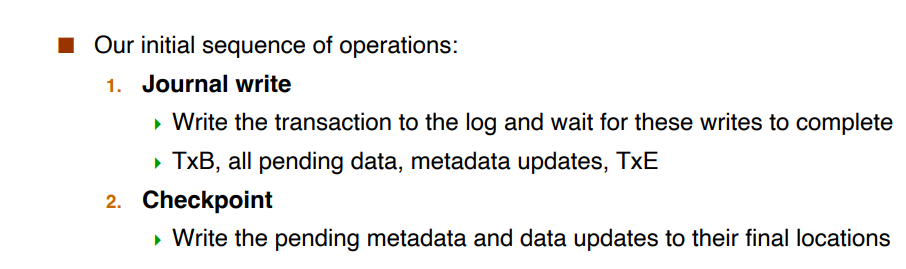 Our initial sequence of operations:
1. Journal write
Write the transaction to the log and wait for these writes to complete
TxB, all pending data, metadata updates, TxE
2. Checkpoint
Write the pending metadata and data updates to their final locations